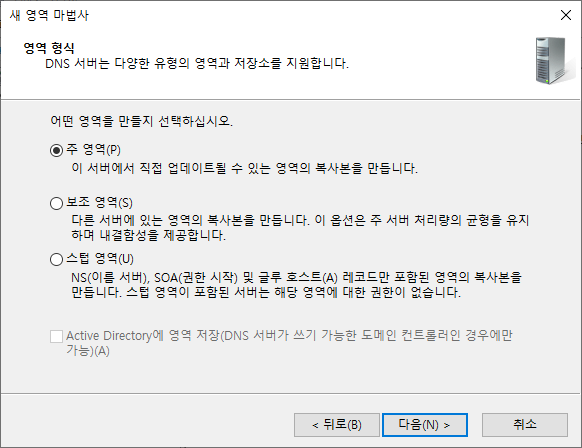 새 영역 마법사
영역 형식
DNS 서버는 다양한 유형의 영역과 저장소를 지원합니다.
어떤 영역을 만들지 선택하십시오.
주 영역(P)
이 서버에서 직접 업데이트될 수 있는 영역의 복사본을 만듭니다.
보조 영역(S)
다른 서버에 있는 영역의 복사본을 만듭니다. 이 옵션은 주 서버 처리량의 균형을 유지
하며 내결함성을 제공합니다.
스텁 영역(U)
NS(이름 서버), SOA(권한 시작) 및 글루 호스트(A) 레코드만 포함된 영역의 복사본을
만듭니다. 스텁 영역이 포함된 서버는 해당 영역에 대한 권한이 없습니다.
Active Directory에 영역 저장(DNS 서버가 쓰기 가능한 도메인 컨트롤러인 경우에만
가능)(A)
< 뒤로(B)
다음(N) >
취소